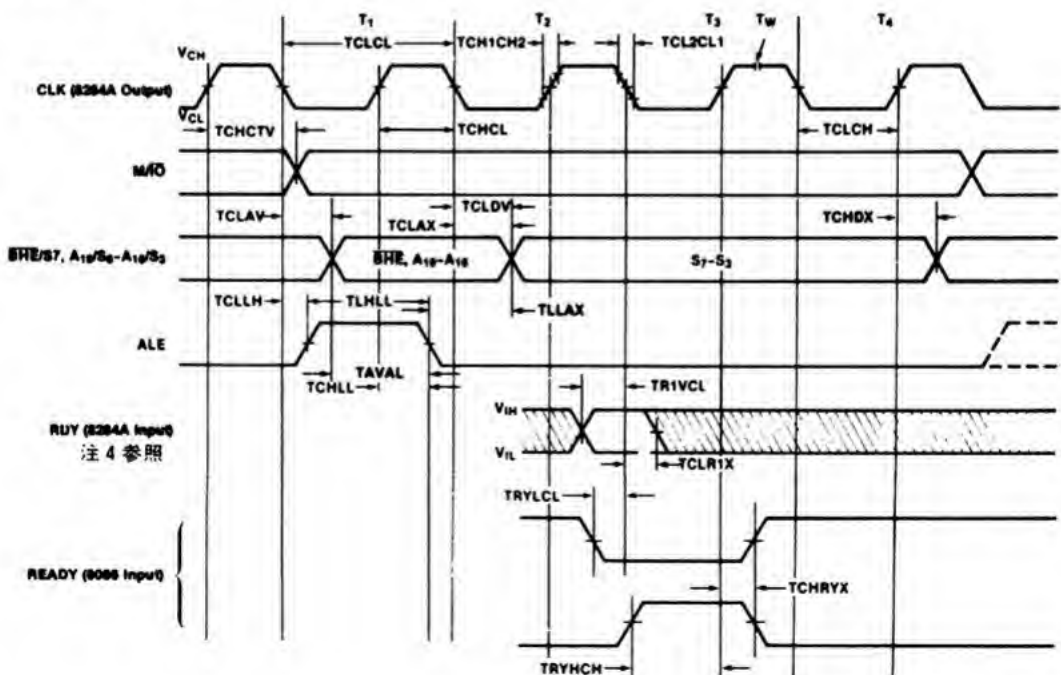 T1 T2 T3 TW T4
TCLCL TCH1CH2 TCL2CL1
VCH
CLK (8284A Output)
VCL
TCHCTV TCHCL TCLCH
M/IO
TCLAV TCLAX TCLDV TCHDX
BHE/S7, A19/S6–A16/S3 BHE, A19–A16 S7–S3
TCLLH TLHLL TLLAX
ALE
TAVAL
TCHLL TR1VCL
VIH
RUY (8284A Input)
注4参照
VIL
TCLR1X
TRYLCL
READY (8086 Input)
TCHRYX
TRYHCH